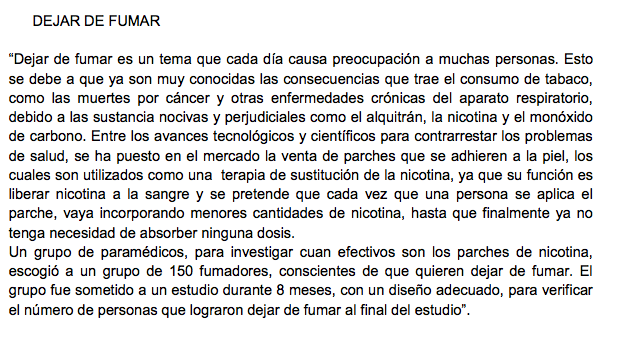 DEJAR DE FUMAR
“Dejar de fumar es un tema que cada día causa preocupación a muchas personas. Esto
se debe a que ya son muy conocidas las consecuencias que trae el consumo de tabaco,
como las muertes por cáncer y otras enfermedades crónicas del aparato respiratorio,
debido a las sustancia nocivas y perjudiciales como el alquitrán, la nicotina y el monóxido
de carbono. Entre los avances tecnológicos y científicos para contrarrestar los problemas
de salud, se ha puesto en el mercado la venta de parches que se adhieren a la piel, los
cuales son utilizados como una terapia de sustitución de la nicotina, ya que su función es
liberar nicotina a la sangre y se pretende que cada vez que una persona se aplica el
parche, vaya incorporando menores cantidades de nicotina, hasta que finalmente ya no
tenga necesidad de absorber ninguna dosis.
Un grupo de paramédicos, para investigar cuan efectivos son los parches de nicotina,
escogió a un grupo de 150 fumadores, conscientes de que quieren dejar de fumar. El
grupo fue sometido a un estudio durante 8 meses, con un diseño adecuado, para verificar
el número de personas que lograron dejar de fumar al final del estudio”.